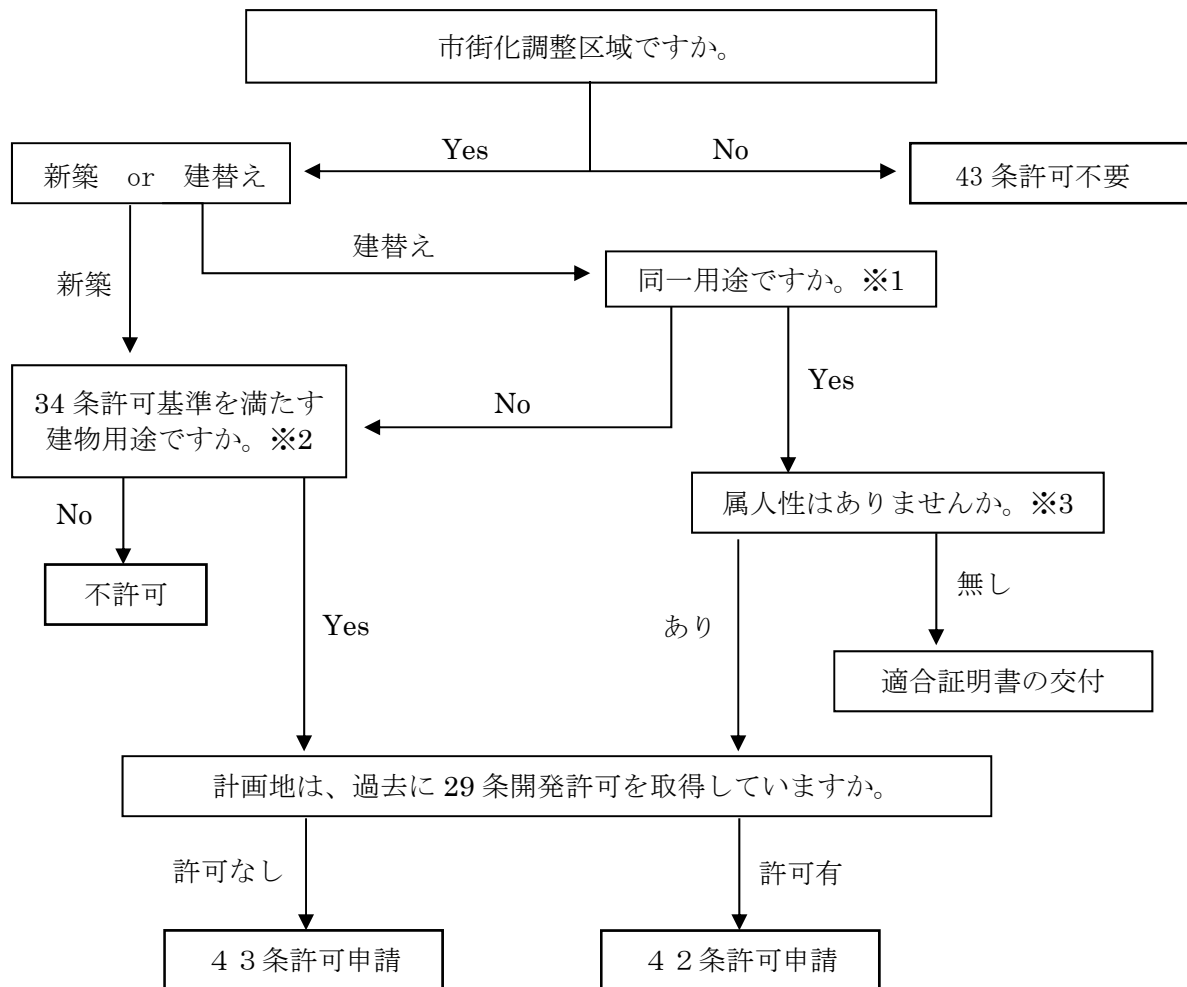 市街化調整区域ですか。
Yes
No
新築 or 建替え
43 条許可不要
建替え
新築
同一用途ですか。※1
34 条許可基準を満たす
建物用途ですか。※2
No
Yes
属人性はありませんか。※3
No
不許可
無し
Yes
あり
適合証明書の交付
計画地は、過去に 29 条開発許可を取得していますか。
許可なし
許可有
４３条許可申請
４２条許可申請